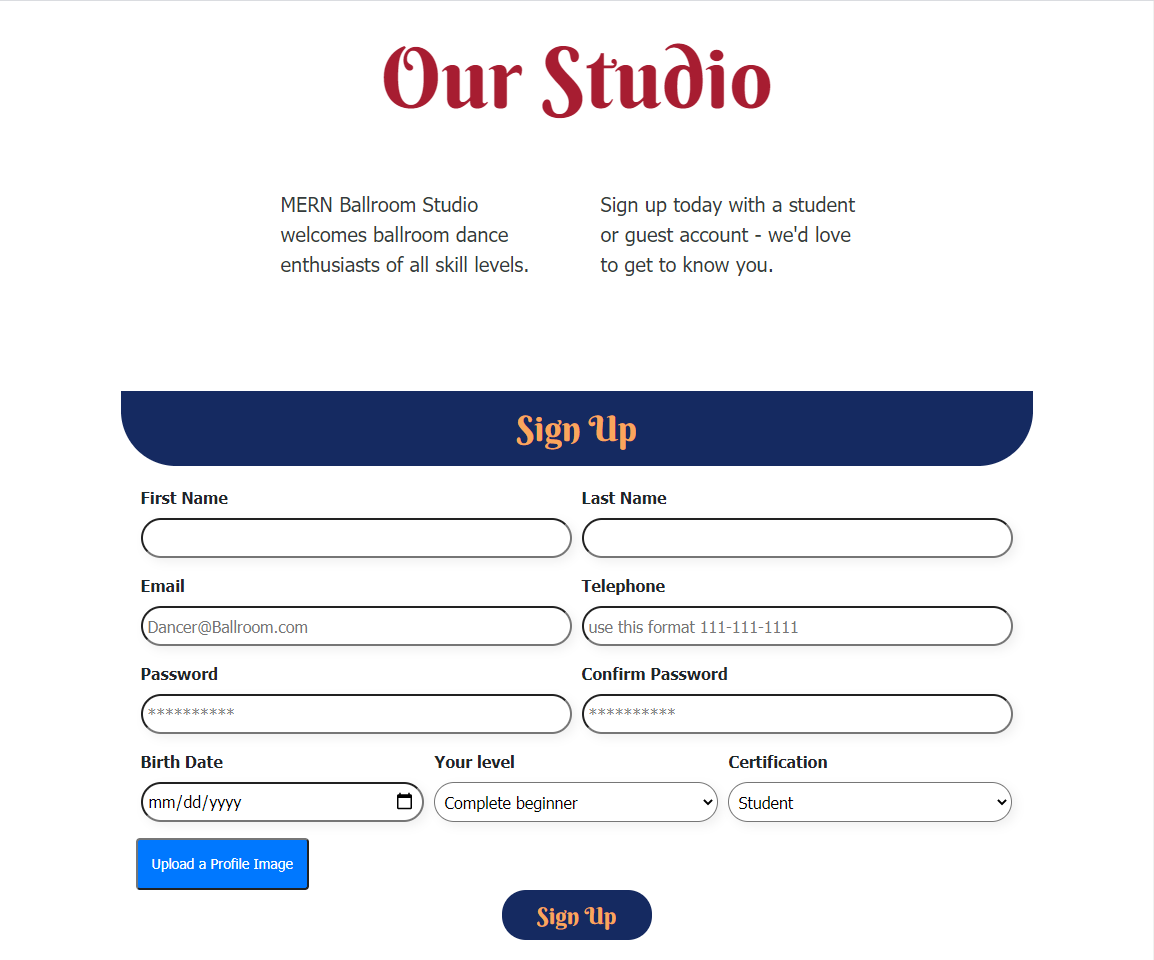 Our Studio
MERN Ballroom Studio
welcomes ballroom dance
enthusiasts of all skill levels.
Sign up today with a student
or guest account - we'd love
to get to know you.
Sign Up
First Name
Last Name
Email
Telephone
Dancer@Ballroom.com
use this format 111-111-1111
Password
Confirm Password
**********
**********
Birth Date
Your level
Certification
mm/dd/yyyy
Complete beginner
Student
Upload a Profile Image
Sign Up